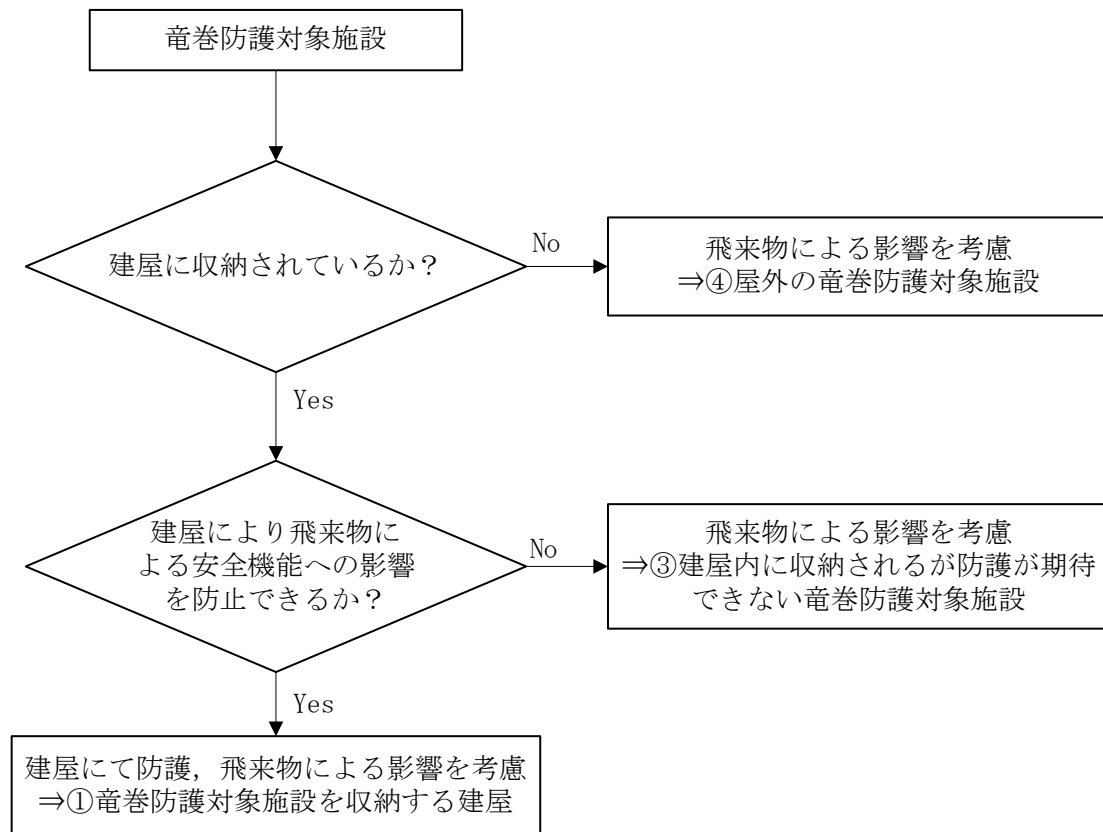 竜巻防護対象施設
建屋に収納されているか？
No
飛来物による影響を考慮
⇒④屋外の竜巻防護対象施設
Yes
建屋により飛来物に
よる安全機能への影響
を防止できるか？
No
飛来物による影響を考慮
⇒③建屋内に収納されるが防護が期待
できない竜巻防護対象施設
Yes
建屋にて防護，飛来物による影響を考慮
⇒①竜巻防護対象施設を収納する建屋